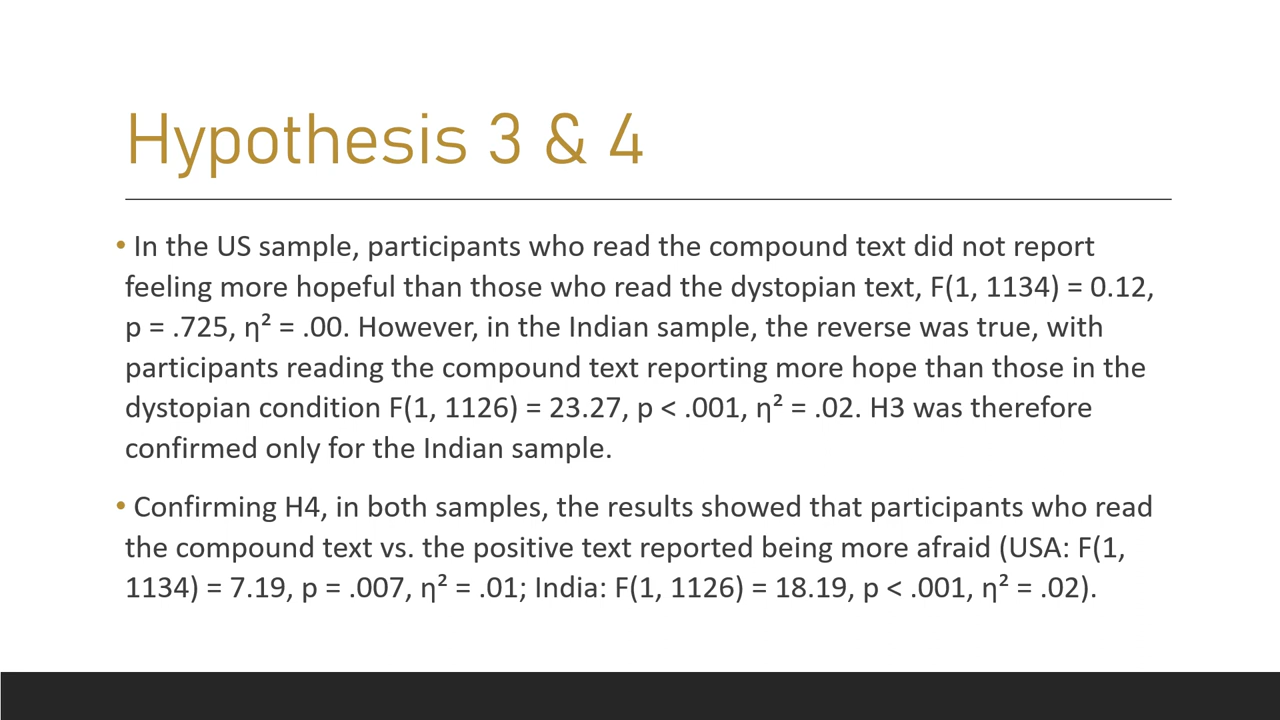 Hypothesis 3 & 4
• In the US sample, participants who read the compound text did not report
feeling more hopeful than those who read the dystopian text, F(1, 1134) = 0.12,
p = .725, η² = .00. However, in the Indian sample, the reverse was true, with
participants reading the compound text reporting more hope than those in the
dystopian condition F(1, 1126) = 23.27, p < .001, η² = .02. H3 was therefore
confirmed only for the Indian sample.
• Confirming H4, in both samples, the results showed that participants who read
the compound text vs. the positive text reported being more afraid (USA: F(1,
1134) = 7.19, p = .007, η² = .01; India: F(1, 1126) = 18.19, p < .001, η² = .02).